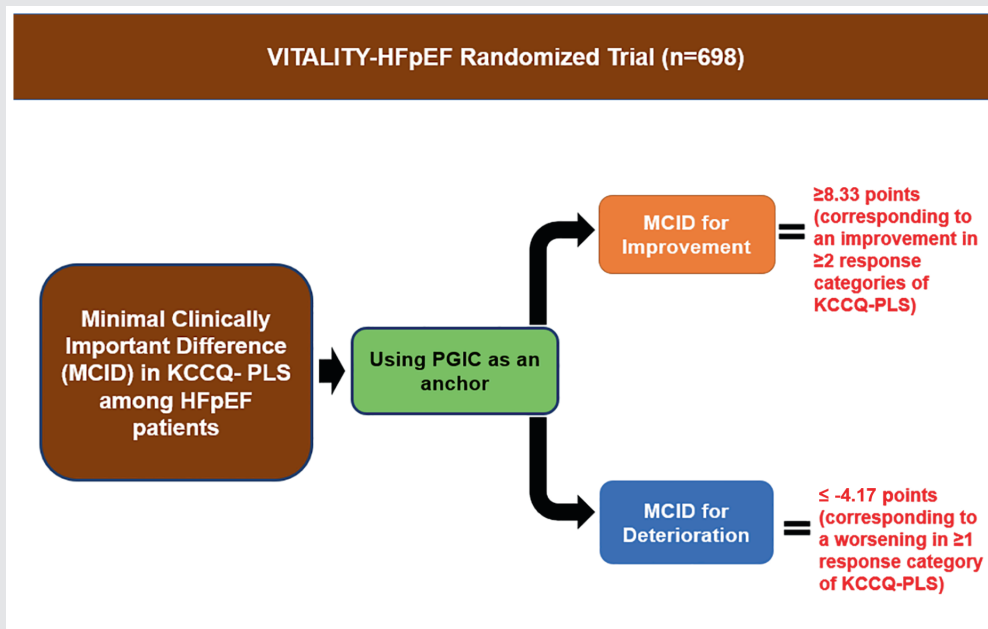 VITALITY-HFpEF Randomized Trial (n=698)
Minimal Clinically
Important Difference
(MCID) in KCCQ- PLS
among HFpEF
patients
Using PGIC as an
anchor
MCID for
Improvement
=
≥8.33 points
(corresponding to
an improvement in
≥2 response
categories of
KCCQ-PLS)
MCID for
Deterioration
=
≤ -4.17 points
(corresponding to
a worsening in ≥1
response category
of KCCQ-PLS)